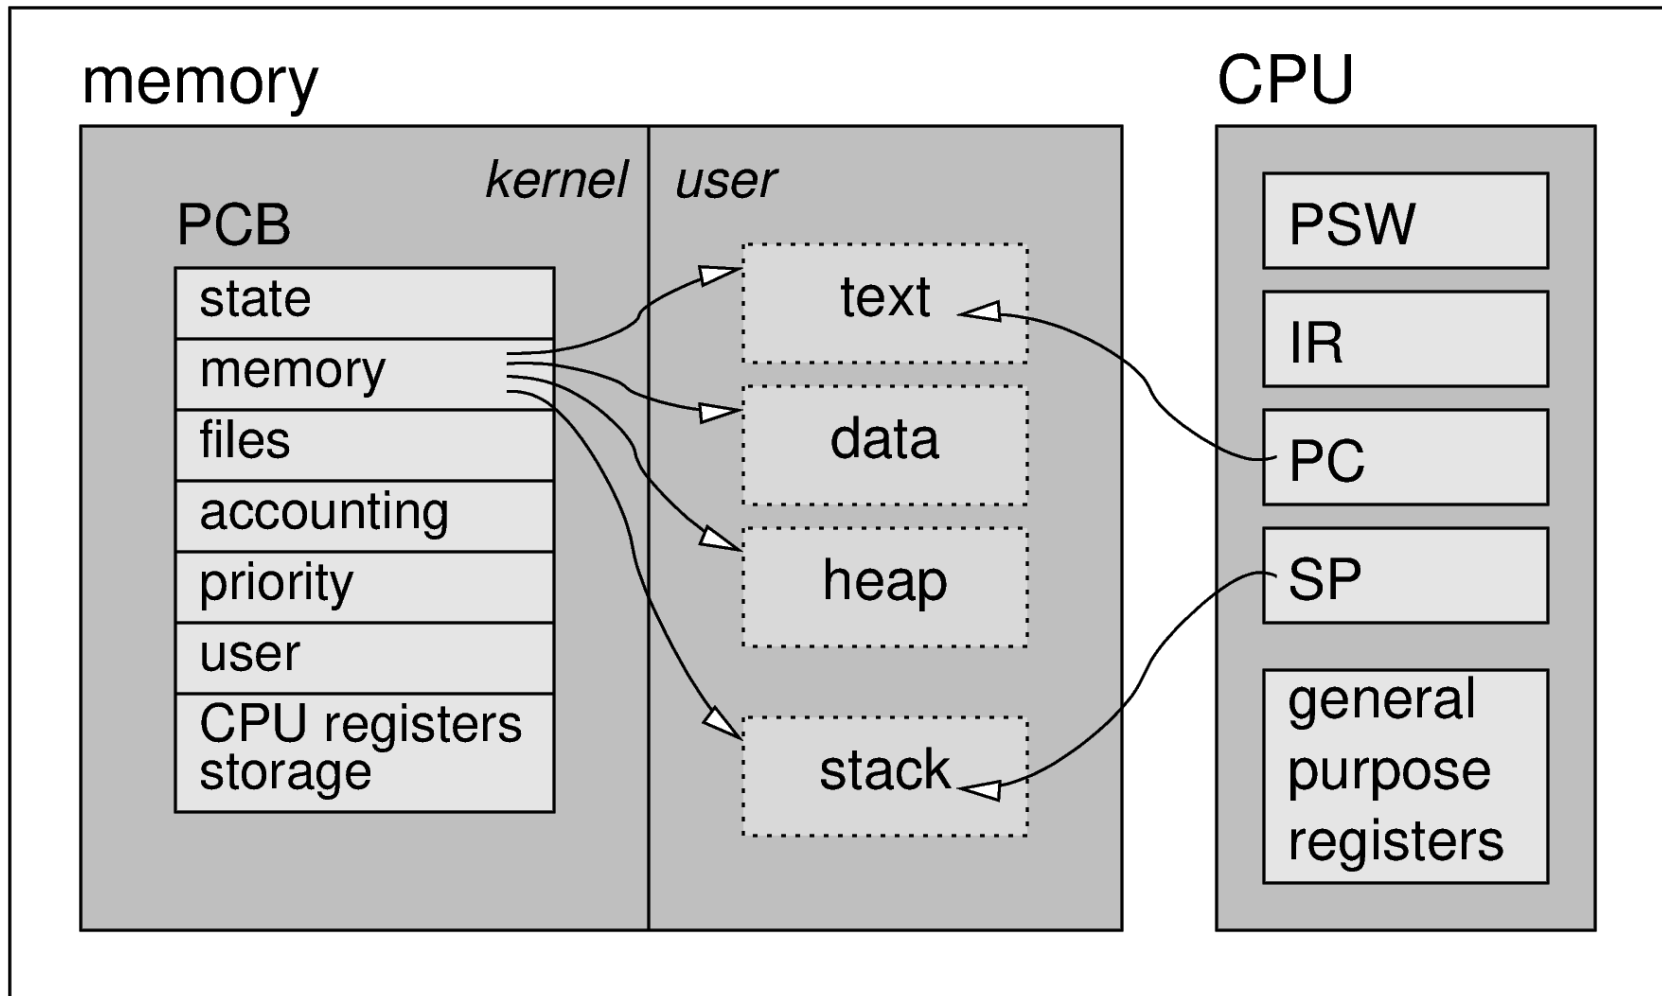 memory
kernel
user
PCB
state
memory
files
accounting
priority
user
CPU registers
storage
text
data
heap
stack
CPU
PSW
IR
PC
SP
general
purpose
registers